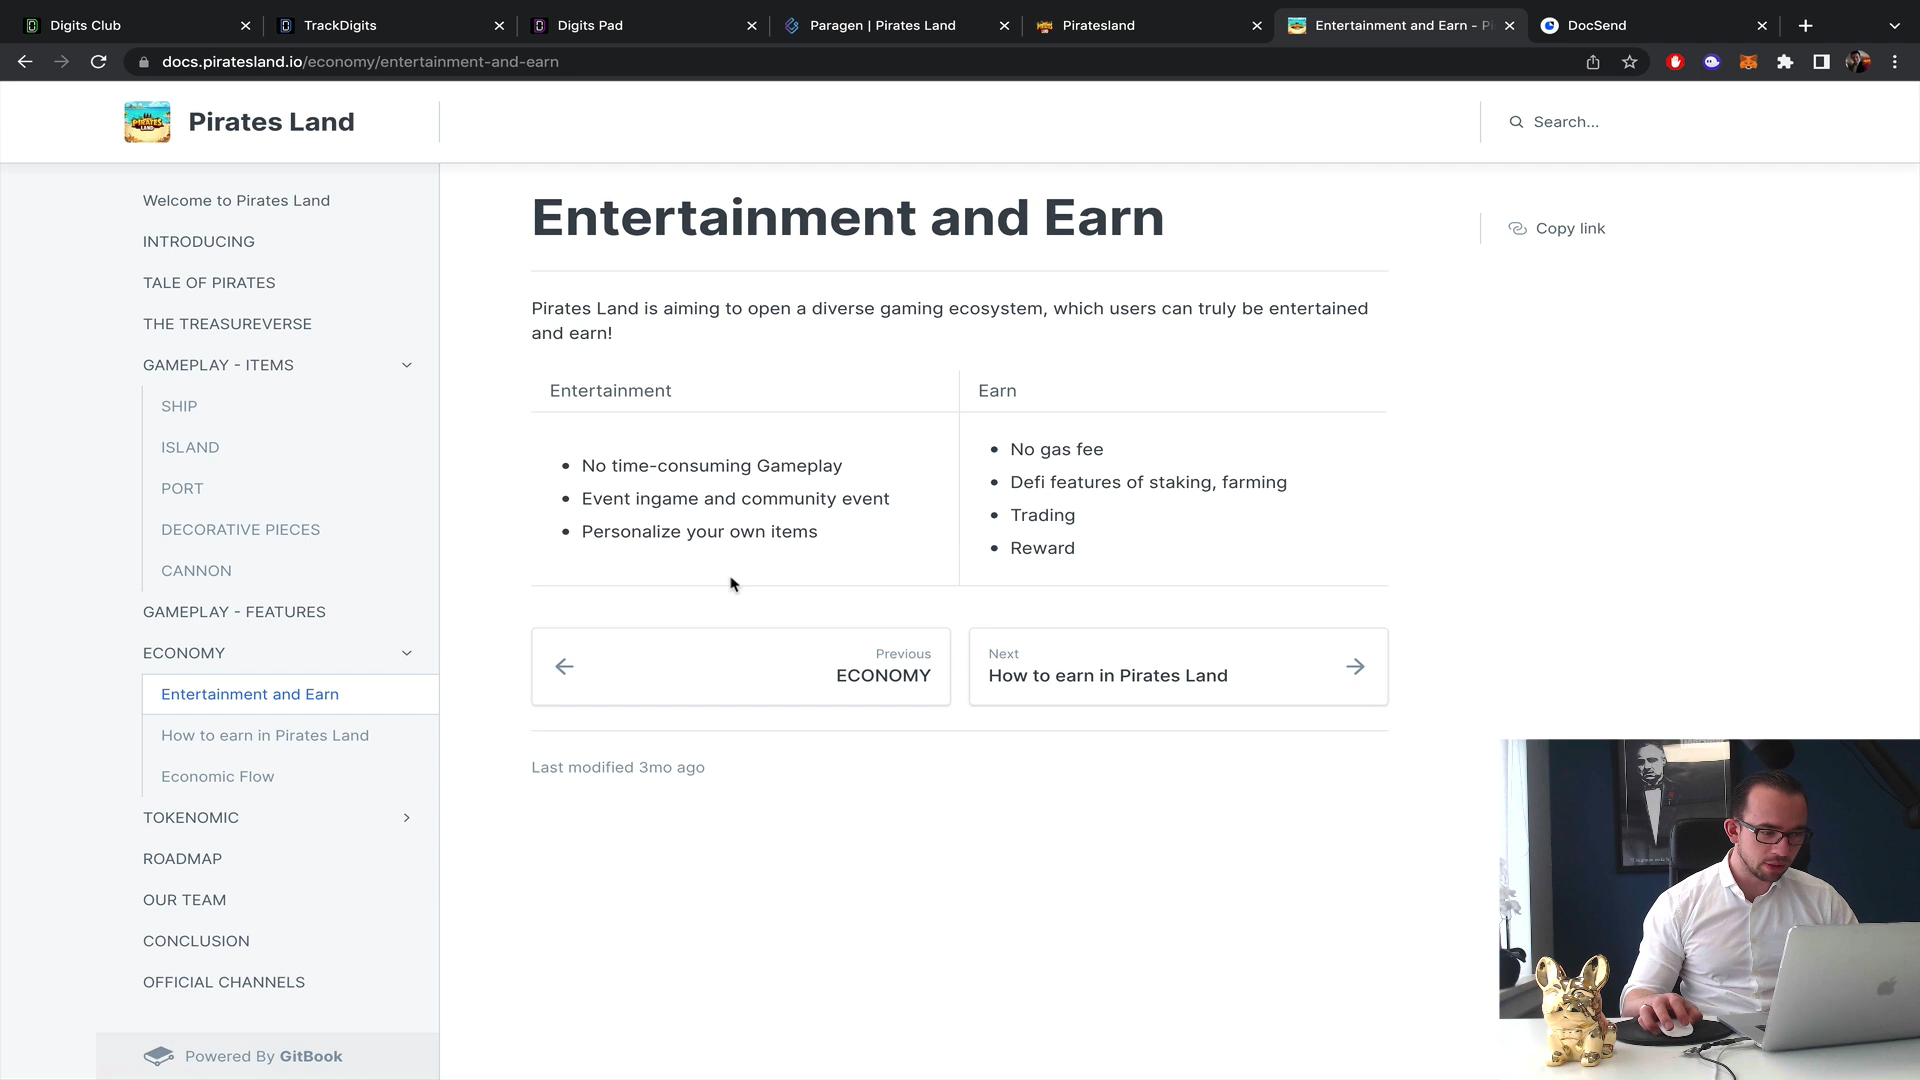 Digits Club
TrackDigits
Digits Pad
Paragen | Pirates Land
Piratesland
Entertainment and Earn - Pi
DocSend
docs.piratesland.io/economy/entertainment-and-earn
PIRATES
LAND
Pirates Land
Search...
Welcome to Pirates Land
INTRODUCING
TALE OF PIRATES
THE TREASUREVERSE
GAMEPLAY - ITEMS
SHIP
ISLAND
PORT
DECORATIVE PIECES
CANNON
GAMEPLAY - FEATURES
ECONOMY
Entertainment and Earn
How to earn in Pirates Land
Economic Flow
TOKENOMIC
ROADMAP
OUR TEAM
CONCLUSION
OFFICIAL CHANNELS
Powered By GitBook
Entertainment and Earn
Copy link
Pirates Land is aiming to open a diverse gaming ecosystem, which users can truly be entertained
and earn!
Entertainment
Earn
No time-consuming Gameplay
Event ingame and community event
Personalize your own items
No gas fee
Defi features of staking, farming
Trading
Reward
Previous
ECONOMY
Next
How to earn in Pirates Land
Last modified 3mo ago